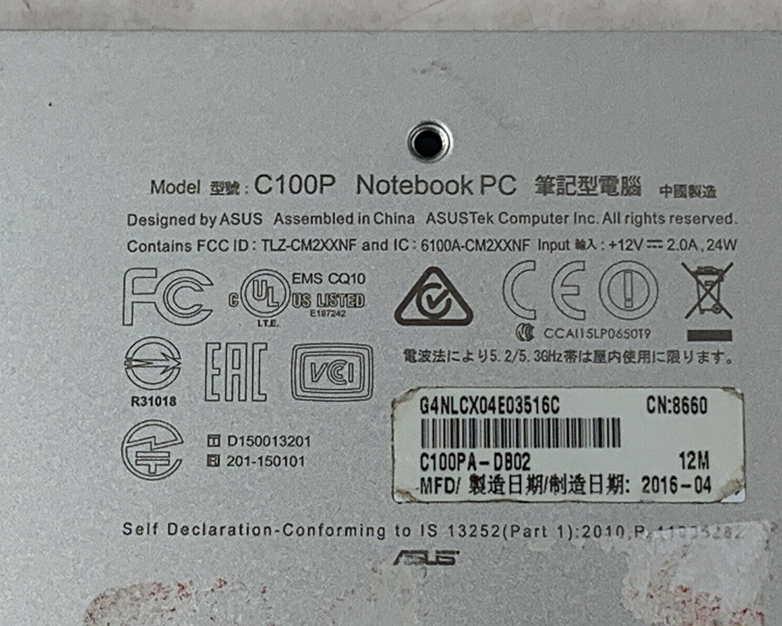 Model 型號: C100P Notebook PC 筆記型電腦 中國製造
Designed by ASUS Assembled in China ASUSTek Computer Inc. All rights reserved.
Contains FCC ID: TLZ-CM2XXNF and IC: 6100A-CM2XXNF Input 輸入: +12V⎓ 2.0A, 24W
FC
C UL US LISTED
EMS CQ10
I.T.E.
E187242
CE
CCAI15LP0650T9
電波法により5.2/5.3GHz帯は屋内使用に限ります。
R31018
EAC
VCI
T D150013201
R 201-150101
G4NLCX04E03516C CN:8660
C100PA-DB02 12M
MFD/ 製造日期/制造日期: 2016-04
Self Declaration-Conforming to IS 13252(Part 1):2010,
ASUS